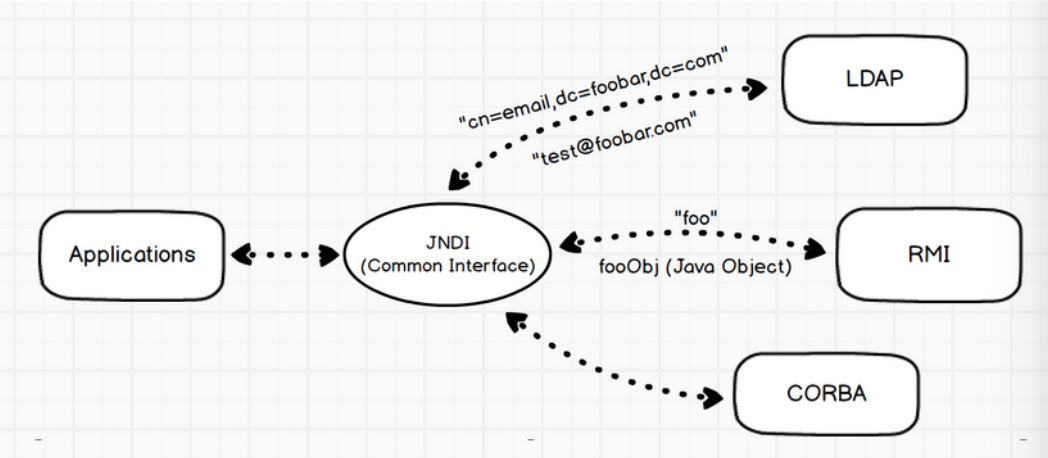 "cn=email,dc=foobar,dc=com"
LDAP
"test@foobar.com"
"foo"
Applications
JNDI
(Common Interface)
fooObj (Java Object)
RMI
CORBA